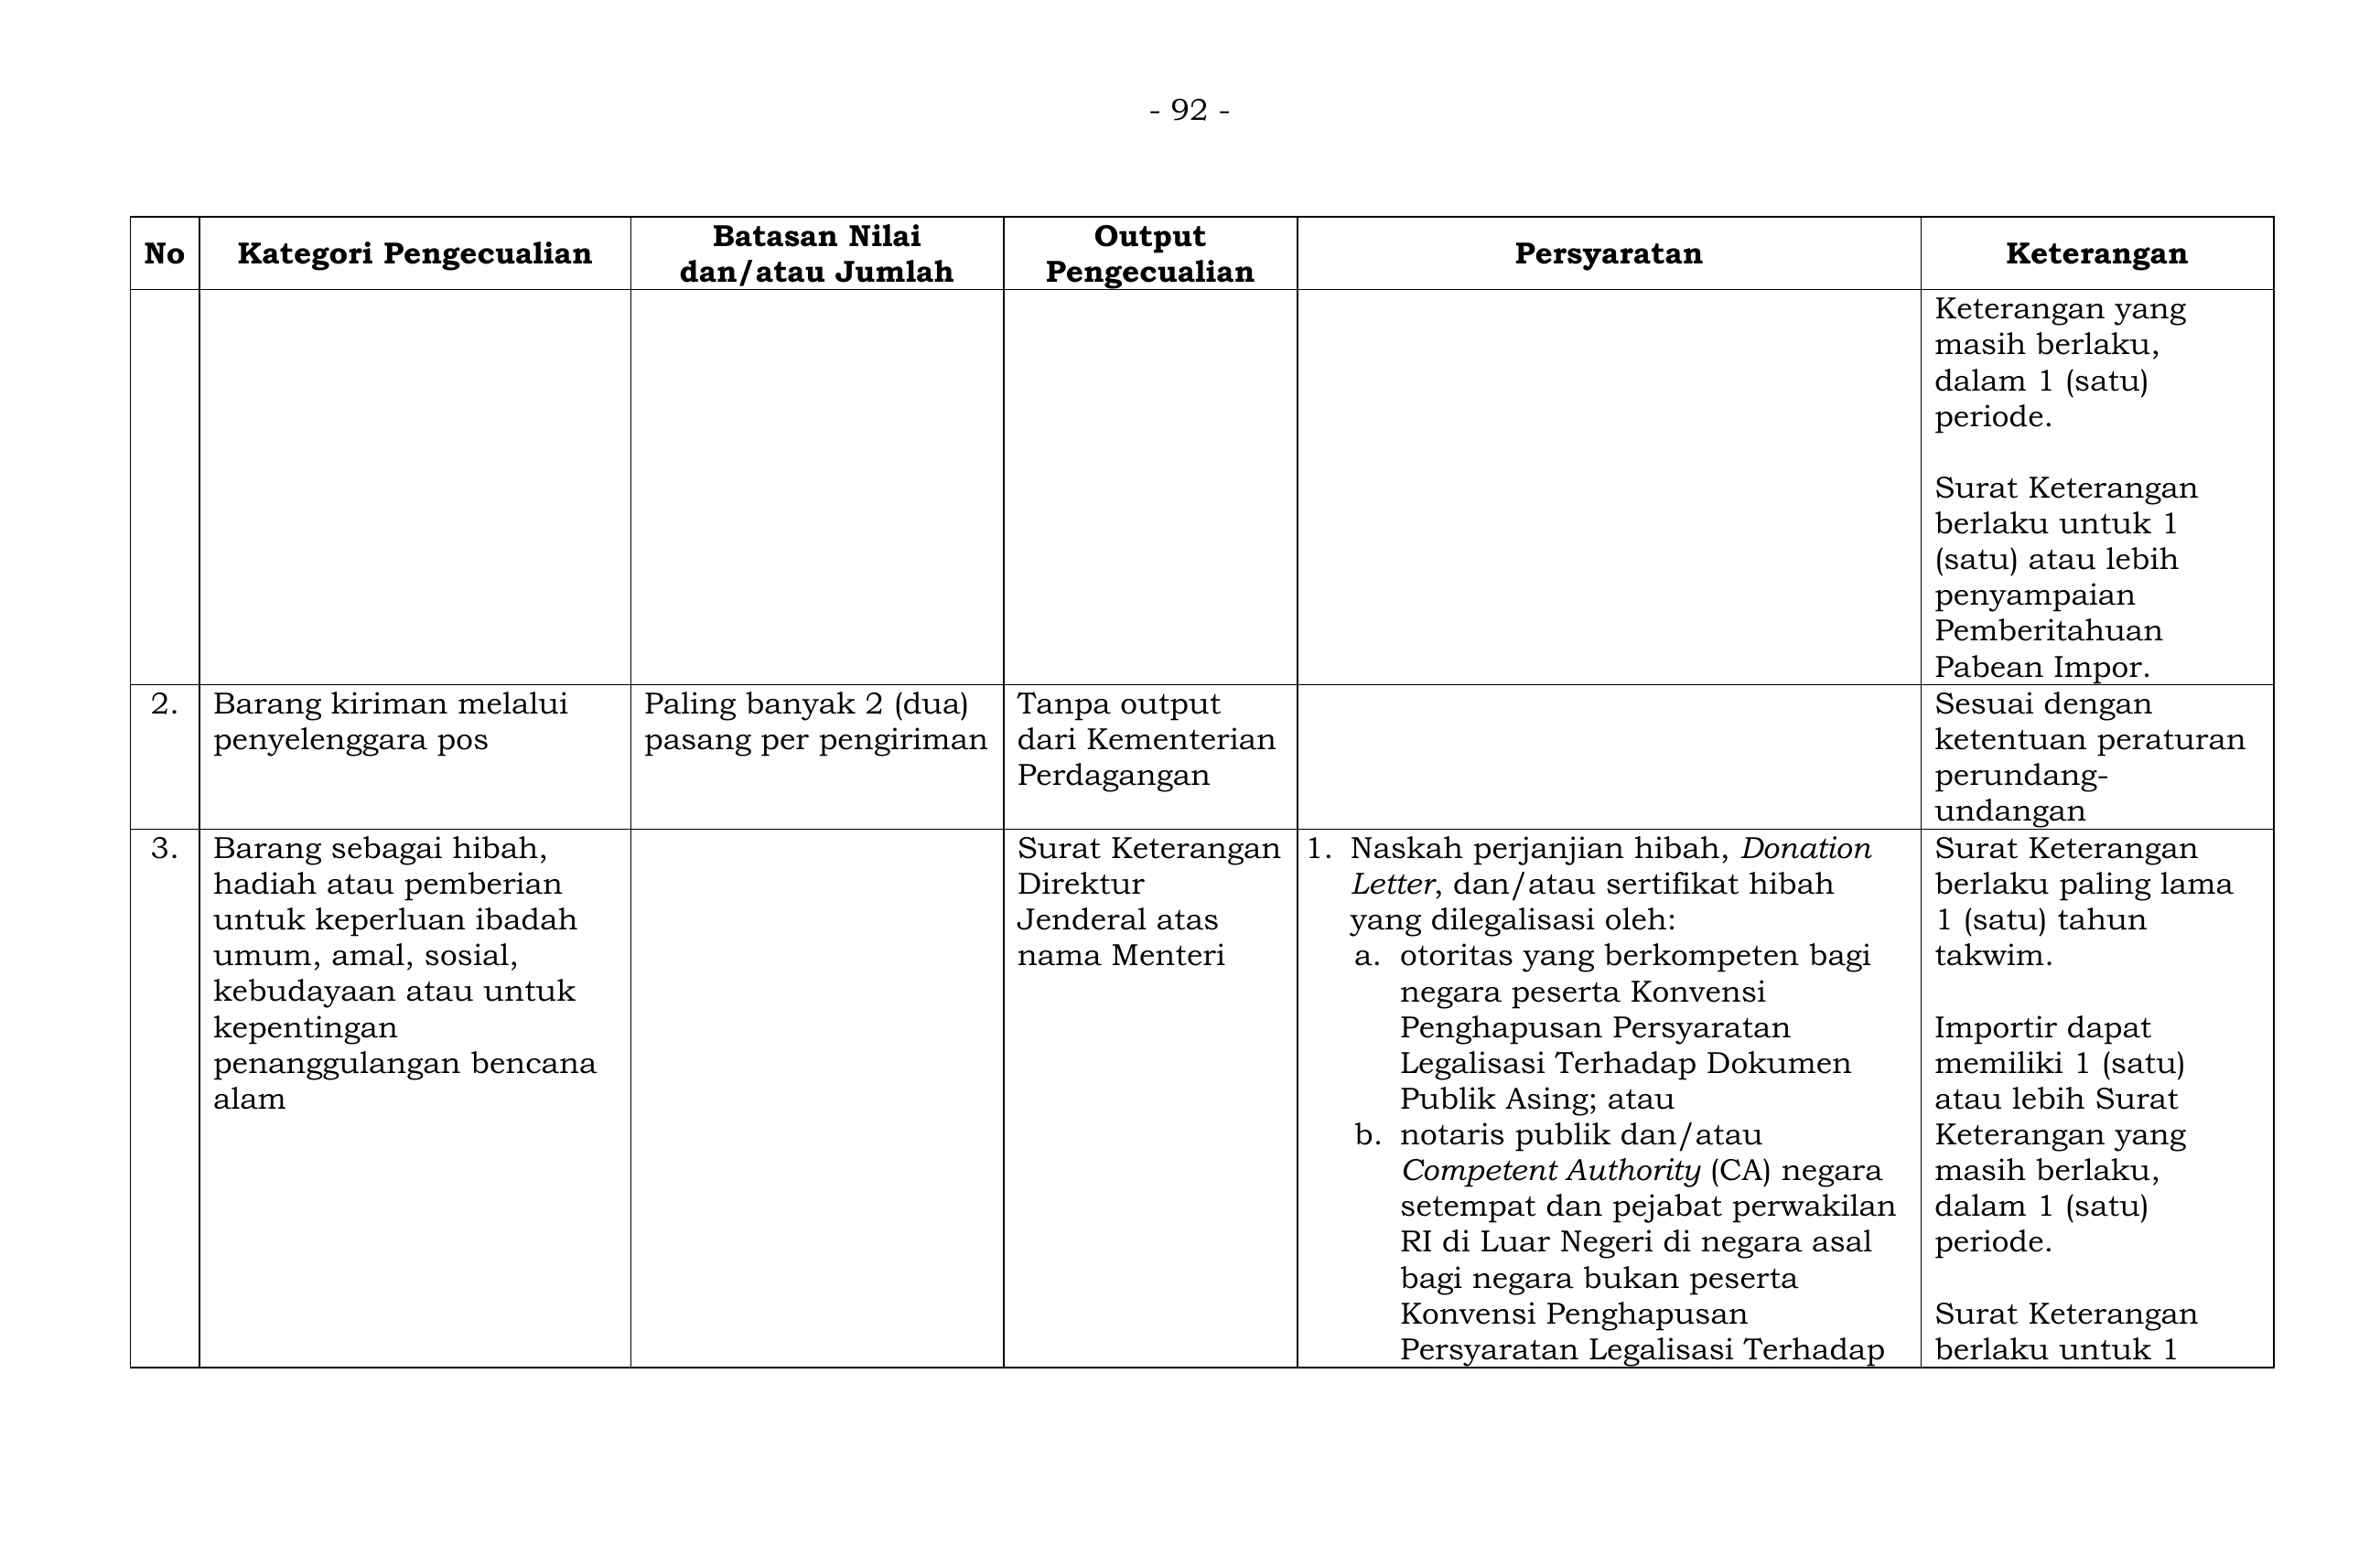 - 92 -
No
Kategori Pengecualian
Batasan Nilai
dan/atau Jumlah
Output
Pengecualian
Persyaratan
Keterangan
Keterangan yang
masih berlaku,
dalam 1 (satu)
periode.
Surat Keterangan
berlaku untuk 1
(satu) atau lebih
penyampaian
Pemberitahuan
Pabean Impor.
2.
Barang kiriman melalui
penyelenggara pos
Paling banyak 2 (dua)
pasang per pengiriman
Tanpa output
dari Kementerian
Perdagangan
Sesuai dengan
ketentuan peraturan
perundang-
undangan
3.
Barang sebagai hibah,
hadiah atau pemberian
untuk keperluan ibadah
umum, amal, sosial,
kebudayaan atau untuk
kepentingan
penanggulangan bencana
alam
Surat Keterangan
Direktur
Jenderal atas
nama Menteri
1. Naskah perjanjian hibah, Donation
Letter, dan/atau sertifikat hibah
yang dilegalisasi oleh:
a. otoritas yang berkompeten bagi
negara peserta Konvensi
Penghapusan Persyaratan
Legalisasi Terhadap Dokumen
Publik Asing; atau
b. notaris publik dan/atau
Competent Authority (CA) negara
setempat dan pejabat perwakilan
RI di Luar Negeri di negara asal
bagi negara bukan peserta
Konvensi Penghapusan
Persyaratan Legalisasi Terhadap
Surat Keterangan
berlaku paling lama
1 (satu) tahun
takwim.
Importir dapat
memiliki 1 (satu)
atau lebih Surat
Keterangan yang
masih berlaku,
dalam 1 (satu)
periode.
Surat Keterangan
berlaku untuk 1